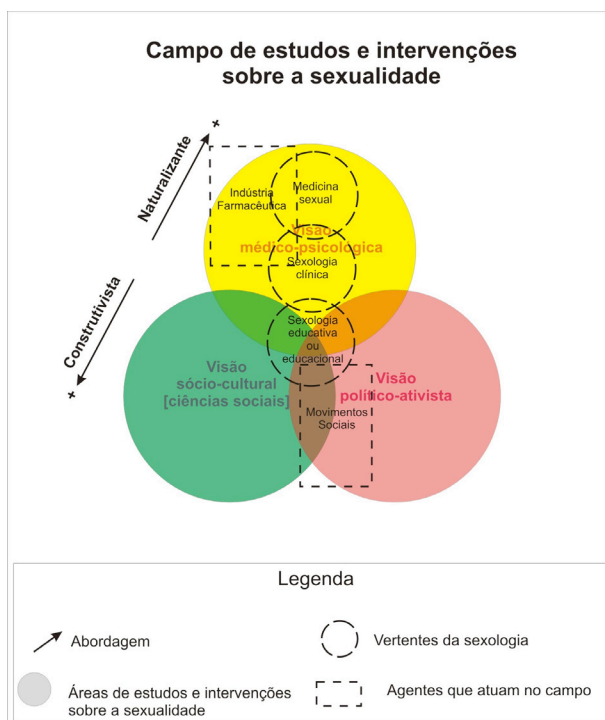 Campo de estudos e intervenções
sobre a sexualidade
+
Naturalizante
Construtivista
+
Indústria
Farmacêutica
Medicina
sexual
Visão
médico-psicológica
Sexologia
clínica
Sexologia
educativa
ou
educacional
Visão
sócio-cultural
[ciências sociais]
Visão
político-ativista
Movimentos
Sociais
Legenda
Abordagem
Vertentes da sexologia
Áreas de estudos e intervenções
sobre a sexualidade
Agentes que atuam no campo